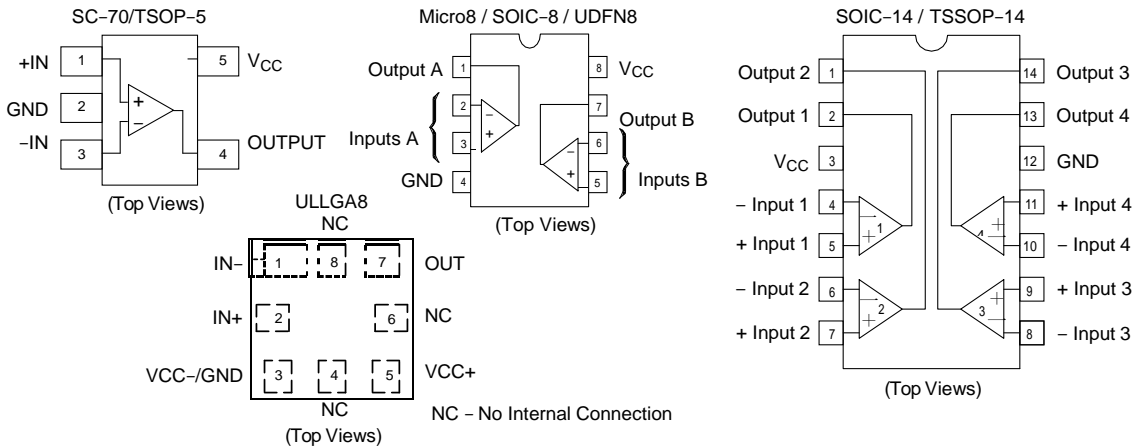 SC-70/TSOP-5
+IN 1 5 VCC
GND 2 + −
−IN 3 4 OUTPUT
(Top Views)
Micro8 / SOIC-8 / UDFN8
Output A 1 8 VCC
2 − 7 Output B
Inputs A + − 6
3 + Inputs B
GND 4 5
(Top Views)
SOIC-14 / TSSOP-14
Output 2 1 14 Output 3
Output 1 2 13 Output 4
VCC 3 12 GND
− Input 1 4 − 11 + Input 4
1 4
+ Input 1 5 + 10 − Input 4
− Input 2 6 − 9 + Input 3
2 3
+ Input 2 7 + 8 − Input 3
(Top Views)
ULLGA8
NC
IN− 1 8 7 OUT
IN+ 2 6 NC
VCC−/GND 3 4 5 VCC+
NC
(Top Views)
NC − No Internal Connection